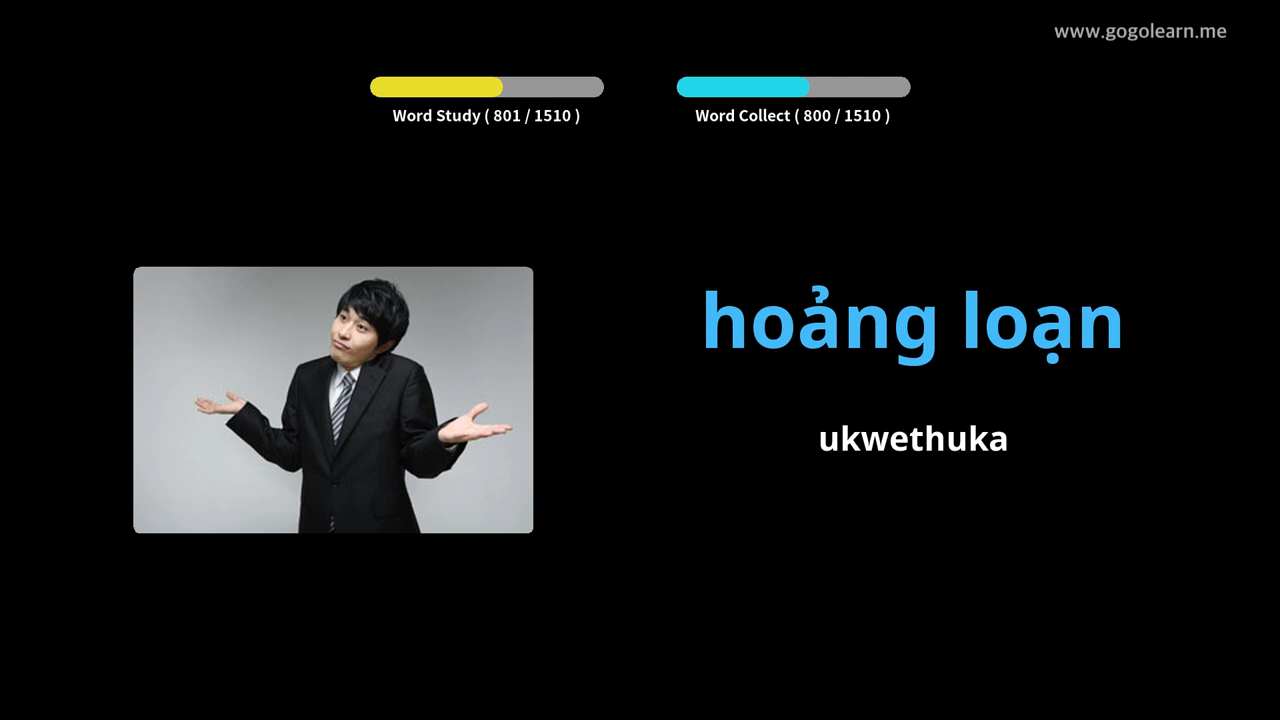 www.gogolearn.me
Word Study ( 801 / 1510 )
Word Collect ( 800 / 1510 )
hoảng loạn
ukwethuka